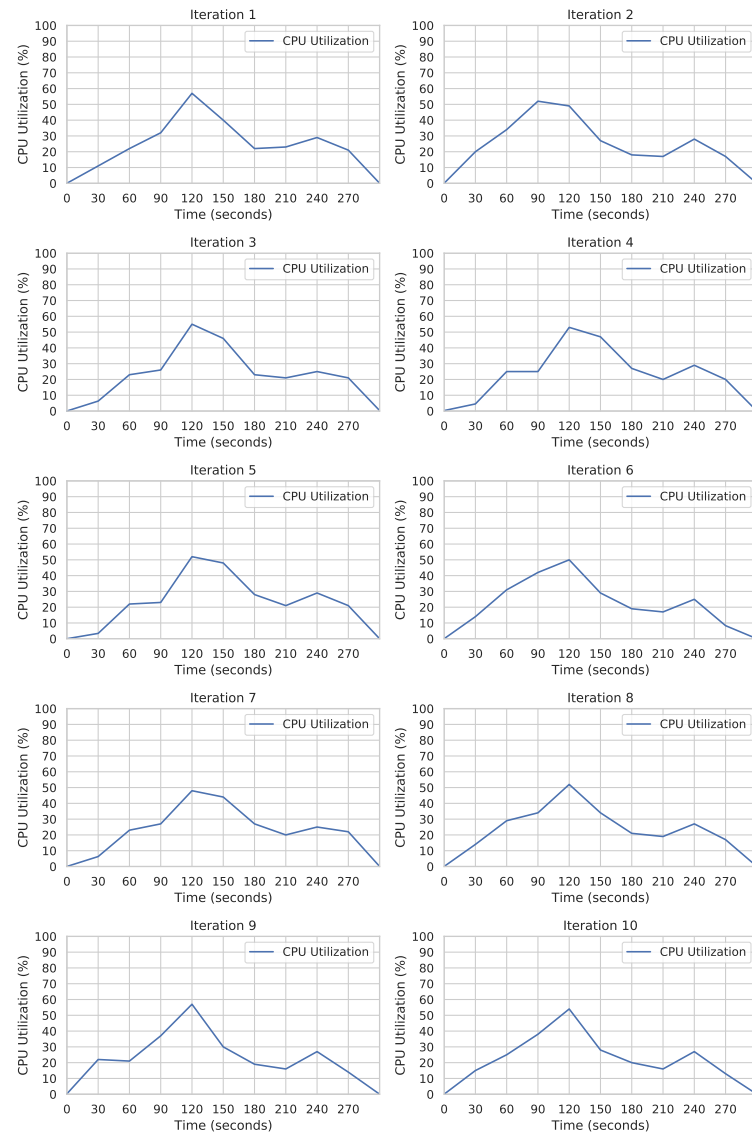 Iteration 1
CPU Utilization (%)
100
90
80
70
60
50
40
30
20
10
0
CPU Utilization
0 30 60 90 120 150 180 210 240 270
Time (seconds)
Iteration 2
CPU Utilization (%)
100
90
80
70
60
50
40
30
20
10
0
CPU Utilization
0 30 60 90 120 150 180 210 240 270
Time (seconds)
Iteration 3
CPU Utilization (%)
100
90
80
70
60
50
40
30
20
10
0
CPU Utilization
0 30 60 90 120 150 180 210 240 270
Time (seconds)
Iteration 4
CPU Utilization (%)
100
90
80
70
60
50
40
30
20
10
0
CPU Utilization
0 30 60 90 120 150 180 210 240 270
Time (seconds)
Iteration 5
CPU Utilization (%)
100
90
80
70
60
50
40
30
20
10
0
CPU Utilization
0 30 60 90 120 150 180 210 240 270
Time (seconds)
Iteration 6
CPU Utilization (%)
100
90
80
70
60
50
40
30
20
10
0
CPU Utilization
0 30 60 90 120 150 180 210 240 270
Time (seconds)
Iteration 7
CPU Utilization (%)
100
90
80
70
60
50
40
30
20
10
0
CPU Utilization
0 30 60 90 120 150 180 210 240 270
Time (seconds)
Iteration 8
CPU Utilization (%)
100
90
80
70
60
50
40
30
20
10
0
CPU Utilization
0 30 60 90 120 150 180 210 240 270
Time (seconds)
Iteration 9
CPU Utilization (%)
100
90
80
70
60
50
40
30
20
10
0
CPU Utilization
0 30 60 90 120 150 180 210 240 270
Time (seconds)
Iteration 10
CPU Utilization (%)
100
90
80
70
60
50
40
30
20
10
0
CPU Utilization
0 30 60 90 120 150 180 210 240 270
Time (seconds)